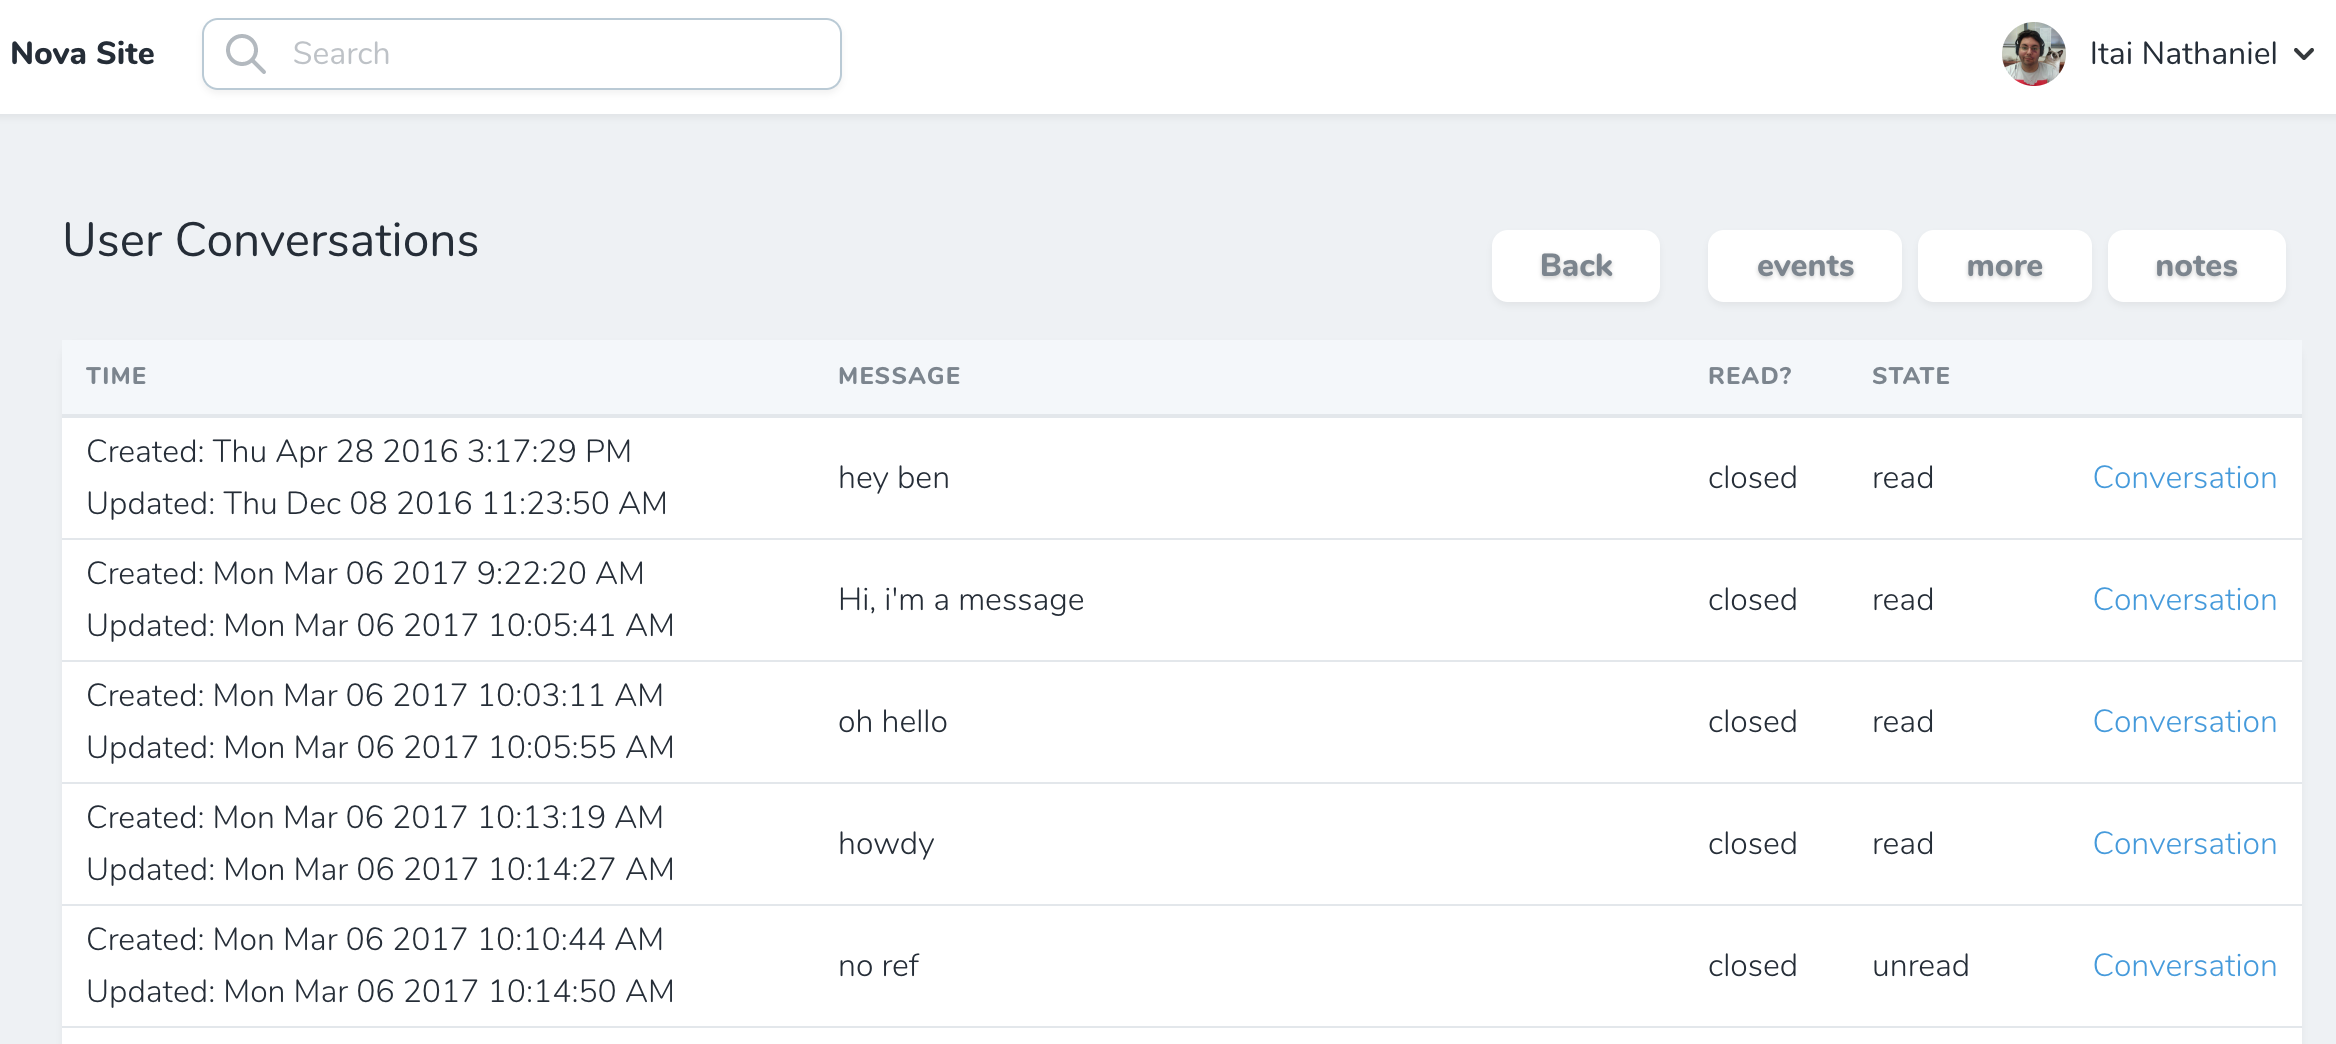 Nova Site
Search
Itai Nathaniel
User Conversations
Back
events
more
notes
TIME MESSAGE READ? STATE
Created: Thu Apr 28 2016 3:17:29 PM
Updated: Thu Dec 08 2016 11:23:50 AM
hey ben closed read Conversation
Created: Mon Mar 06 2017 9:22:20 AM
Updated: Mon Mar 06 2017 10:05:41 AM
Hi, i'm a message closed read Conversation
Created: Mon Mar 06 2017 10:03:11 AM
Updated: Mon Mar 06 2017 10:05:55 AM
oh hello closed read Conversation
Created: Mon Mar 06 2017 10:13:19 AM
Updated: Mon Mar 06 2017 10:14:27 AM
howdy closed read Conversation
Created: Mon Mar 06 2017 10:10:44 AM
Updated: Mon Mar 06 2017 10:14:50 AM
no ref closed unread Conversation